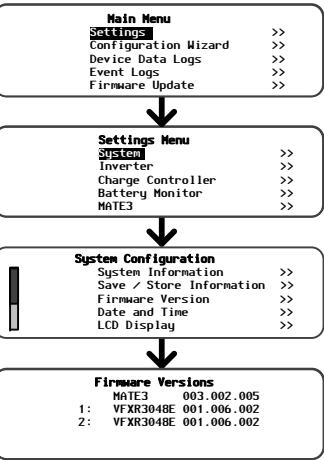 Main Menu
Settings >>
Configuration Wizard >>
Device Data Logs >>
Event Logs >>
Firmware Update >>
Settings Menu
System >>
Inverter >>
Charge Controller >>
Battery Monitor >>
MATE3 >>
System Configuration
System Information >>
Save / Store Information >>
Firmware Version >>
Date and Time >>
LCD Display >>
Firmware Versions
MATE3 003.002.005
1: VFXR3048E 001.006.002
2: VFXR3048E 001.006.002